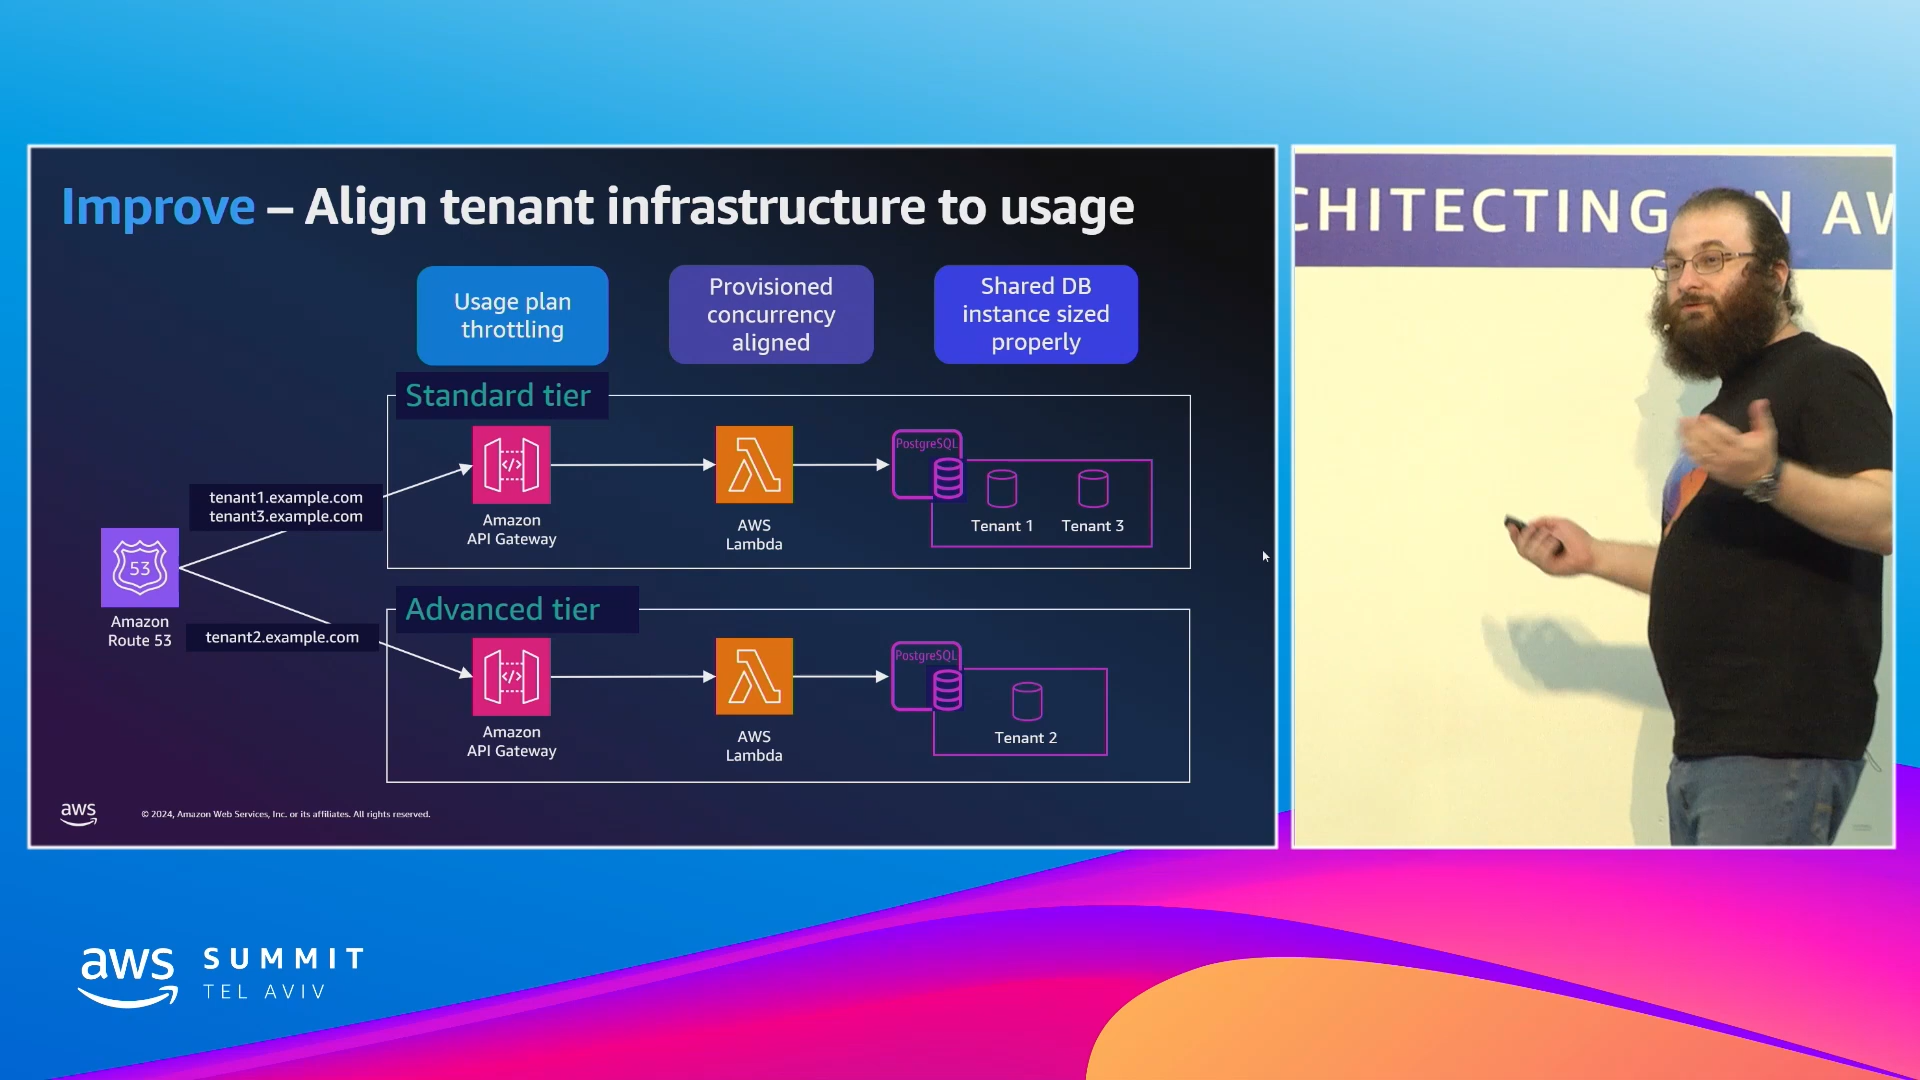 Improve – Align tenant infrastructure to usage
Usage plan
throttling
Provisioned
concurrency
aligned
Shared DB
instance sized
properly
Standard tier
tenant1.example.com
tenant3.example.com
53
Amazon
Route 53
Amazon
API Gateway
AWS
Lambda
PostgreSQL
Tenant 1
Tenant 3
Advanced tier
tenant2.example.com
Amazon
API Gateway
AWS
Lambda
PostgreSQL
Tenant 2
aws
© 2024, Amazon Web Services, Inc. or its affiliates. All rights reserved.
CHITECTING N AW
aws SUMMIT
TEL AVIV